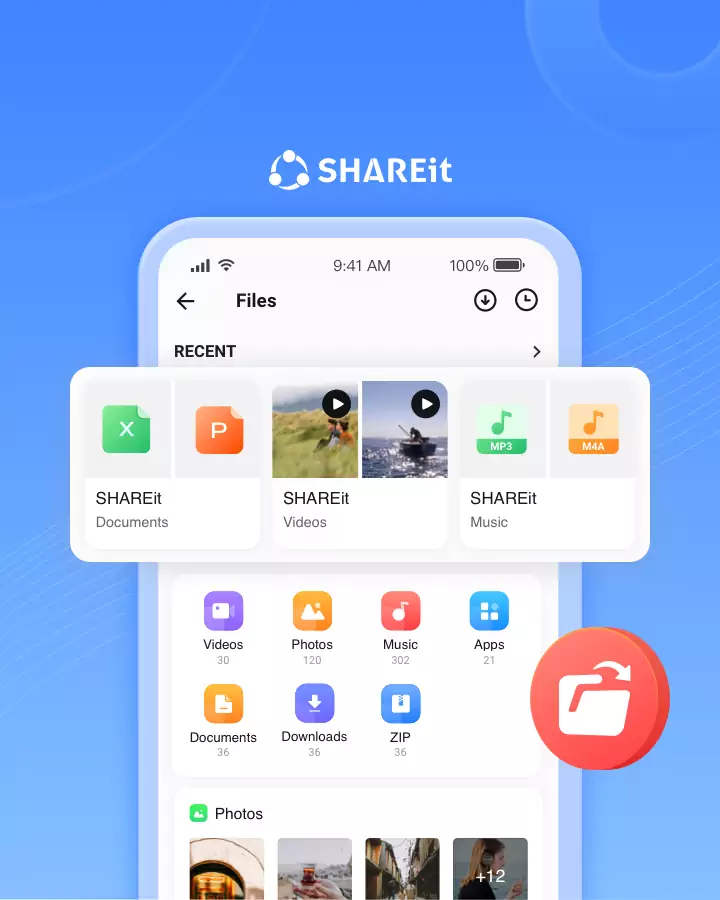 SHAREit
9:41 AM 100%
Files
RECENT
X P MP3 M4A
SHAREit SHAREit SHAREit
Documents Videos Music
Videos Photos Music Apps
30 120 302 21
Documents Downloads ZIP
36 36 36
Photos
+12